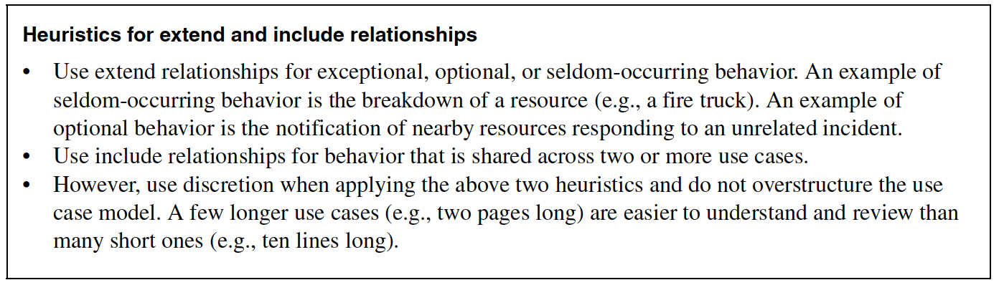 Heuristics for extend and include relationships
• Use extend relationships for exceptional, optional, or seldom-occurring behavior. An example of
seldom-occurring behavior is the breakdown of a resource (e.g., a fire truck). An example of
optional behavior is the notification of nearby resources responding to an unrelated incident.
• Use include relationships for behavior that is shared across two or more use cases.
• However, use discretion when applying the above two heuristics and do not overstructure the use
case model. A few longer use cases (e.g., two pages long) are easier to understand and review than
many short ones (e.g., ten lines long).